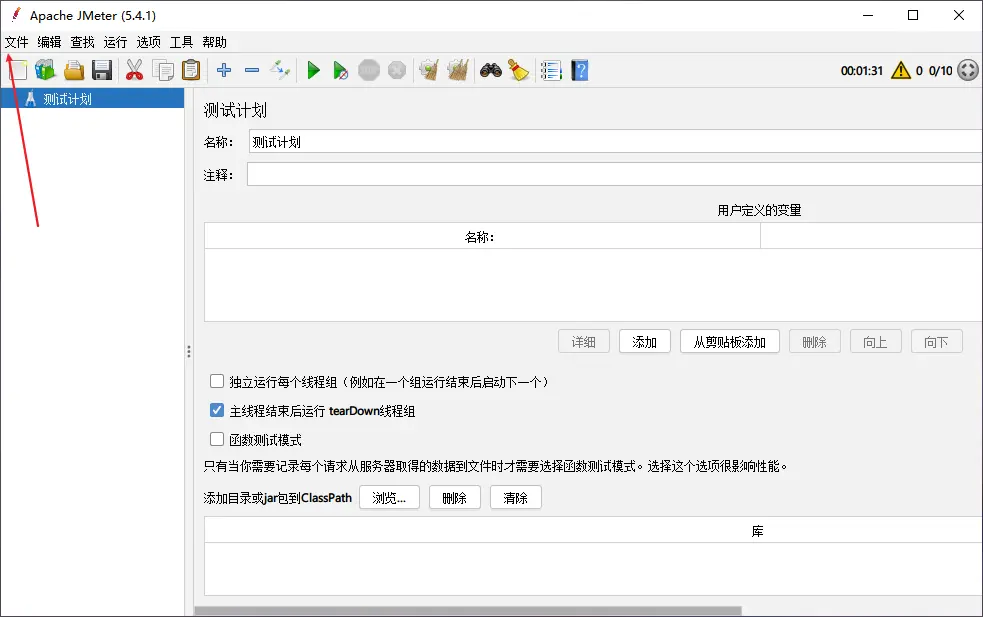 Apache JMeter (5.4.1)
文件 编辑 查找 运行 选项 工具 帮助
00:01:31 0 0/10
测试计划
测试计划
名称： 测试计划
注释：
用户定义的变量
名称：
详细 添加 从剪贴板添加 删除 向上 向下
独立运行每个线程组（例如在一个组运行结束后启动下一个）
主线程结束后运行 tearDown线程组
函数测试模式
只有当你需要记录每个请求从服务器取得的数据到文件时才需要选择函数测试模式。选择这个选项很影响性能。
添加目录或jar包到ClassPath 浏览... 删除 清除
库